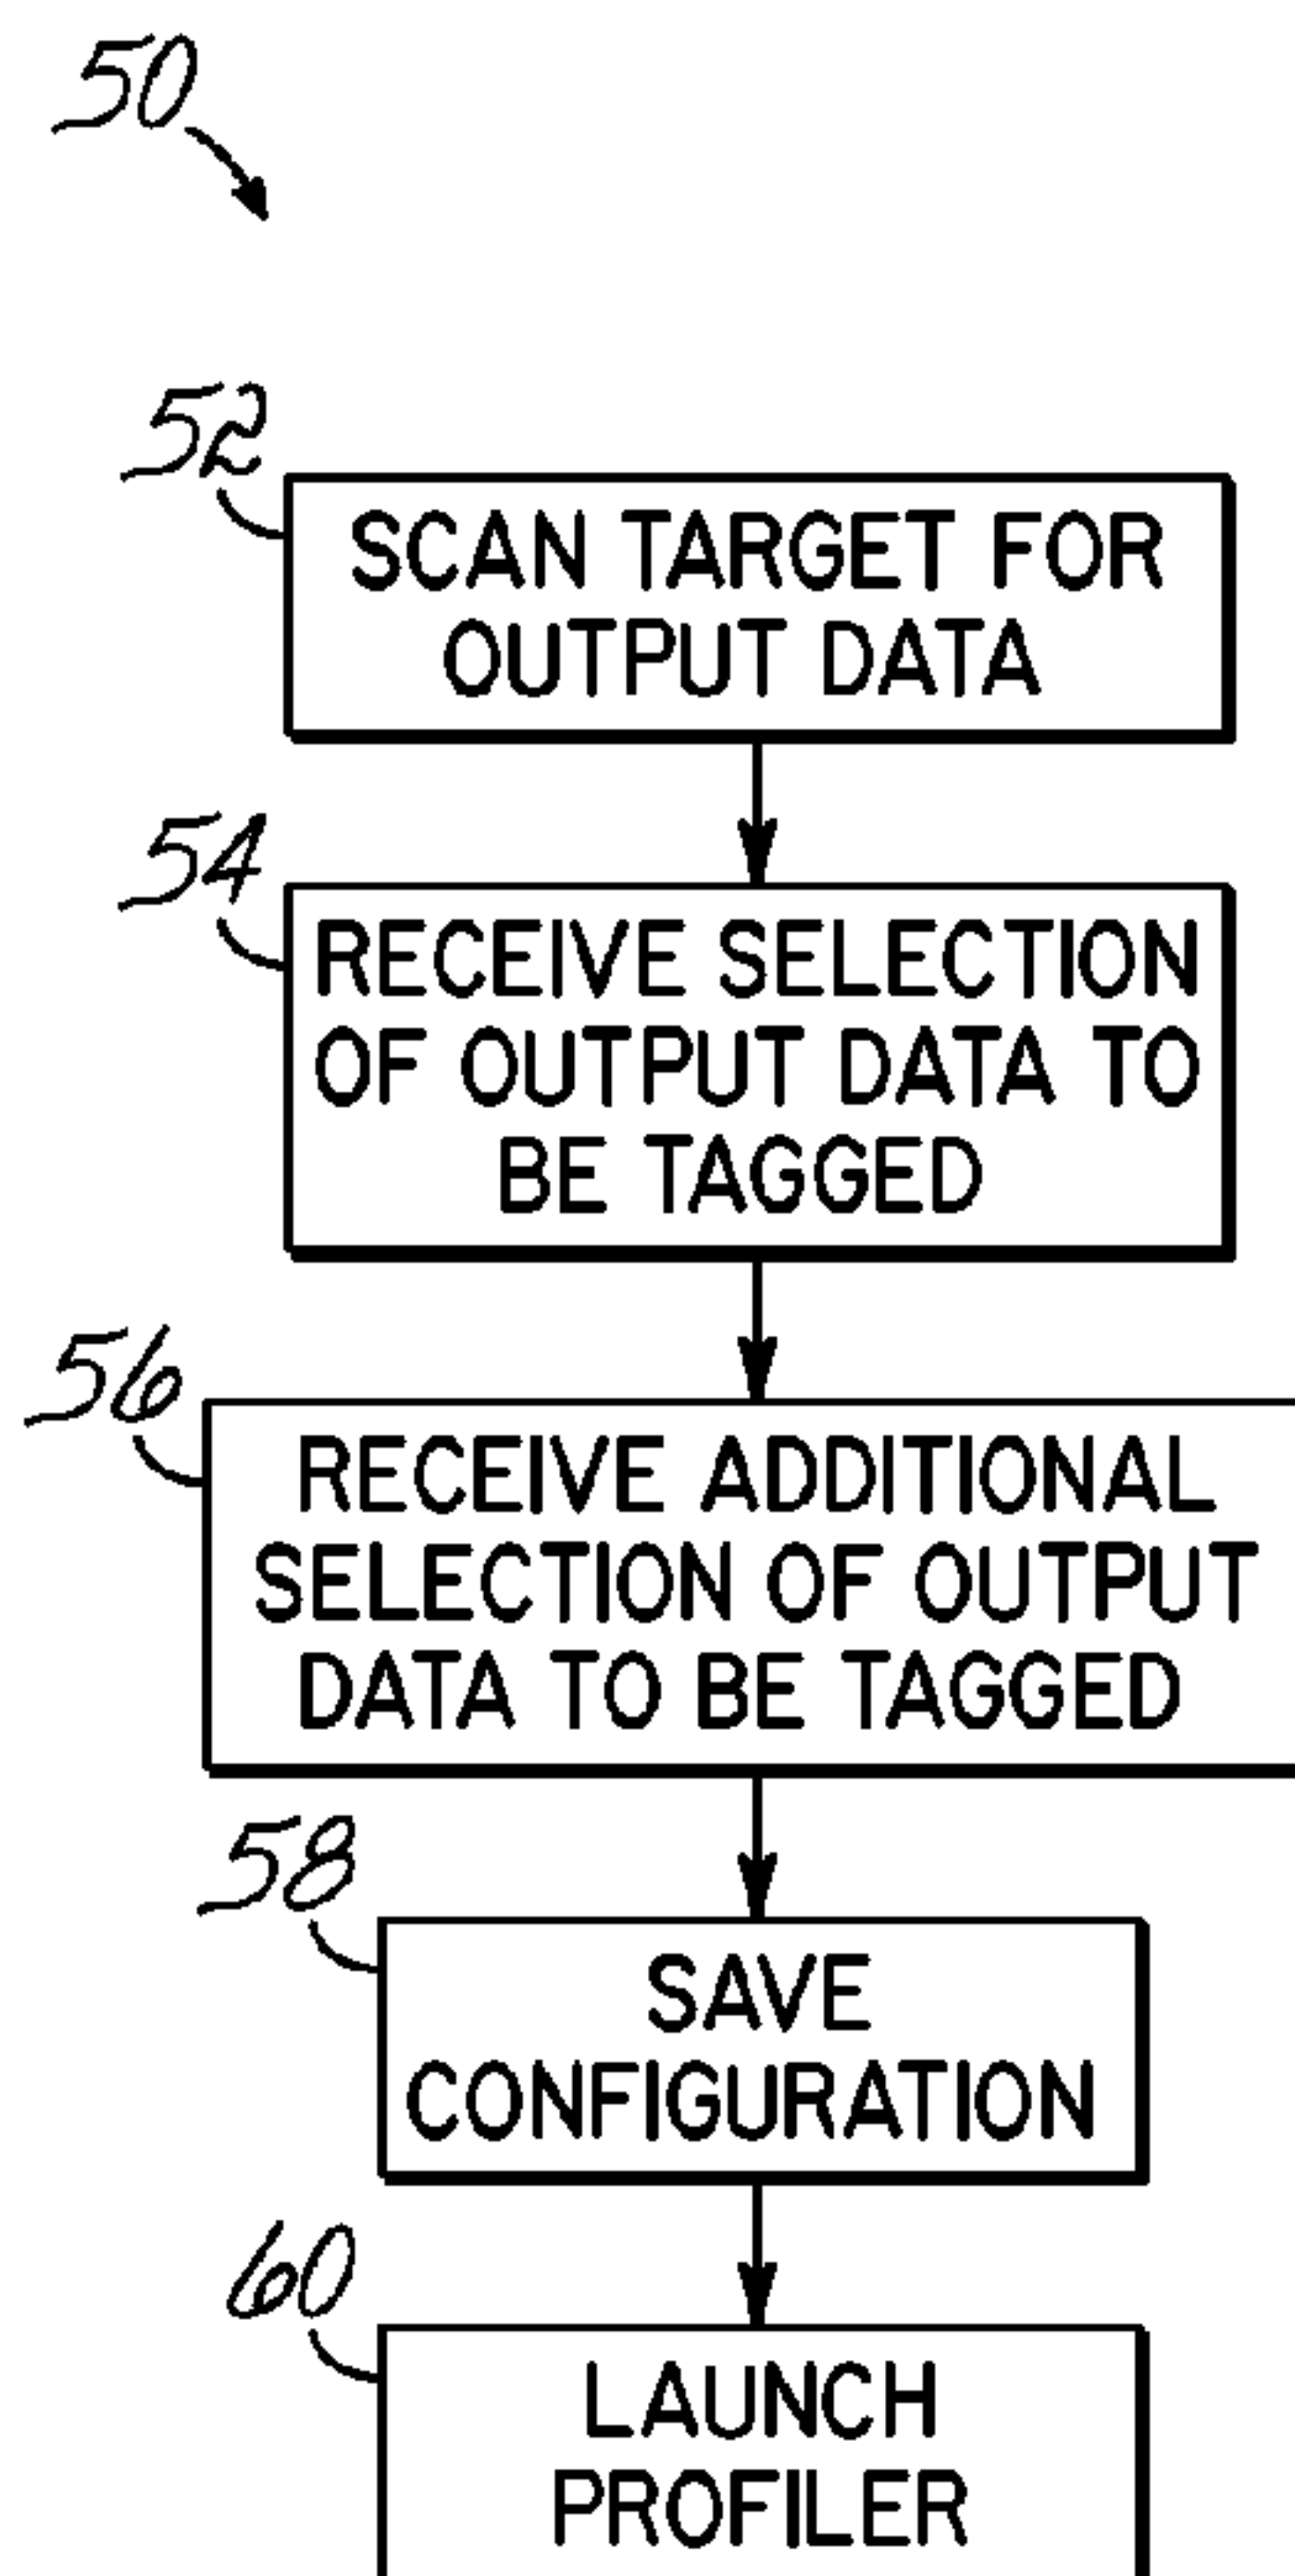 50
52
SCAN TARGET FOR
OUTPUT DATA
54
RECEIVE SELECTION
OF OUTPUT DATA TO
BE TAGGED
56
RECEIVE ADDITIONAL
SELECTION OF OUTPUT
DATA TO BE TAGGED
58
SAVE
CONFIGURATION
60
LAUNCH
PROFILER